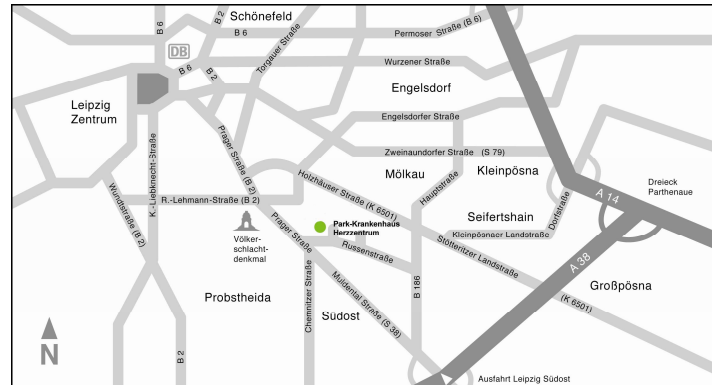 B 6
B 2
Schönefeld
B 6
Permoser Straße (B 6)
DB
B 6
B 2
Torgauer Straße
Wurzener Straße
Engelsdorf
Leipzig
Zentrum
Engelsdorfer Straße
Prager Straße (B 2)
K.- Liebknecht-Straße
Zweinaundorfer Straße (S 79)
Mölkau
Kleinpösna
Dreieck
Parthenaue
A 14
Wundtstraße (B 2)
R.-Lehmann-Straße (B 2)
Holzhäuser Straße (K 6501)
Hauptstraße
Dorfstraße
Seifertshain
Park-Krankenhaus
Herzzentrum
Kleinpösnaer Landstraße
Völker-
schlacht-
denkmal
Prager Straße
Russenstraße
Stötteritzer Landstraße
(K 6501)
A 38
Großpösna
B 186
Probstheida
Chemnitzer Straße
Muldental Straße (S 38)
Südost
B 2
N
Ausfahrt Leipzig Südost